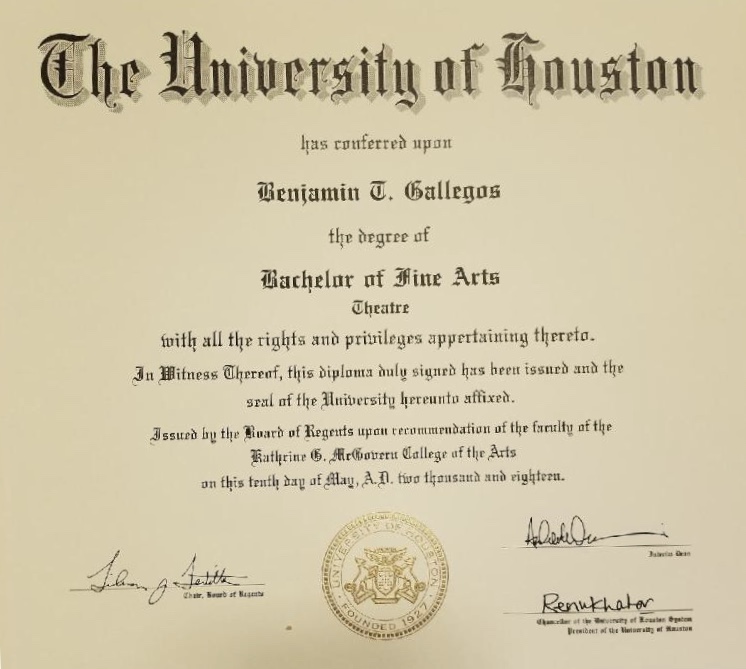 The University of Houston
has conferred upon
Benjamin T. Gallegos
the degree of
Bachelor of Fine Arts
Theatre
with all the rights and privileges appertaining thereto.
In Witness Thereof, this diploma duly signed has been issued and the
seal of the University hereunto affixed.
Issued by the Board of Regents upon recommendation of the faculty of the
Kathrine G. McGovern College of the Arts
on this tenth day of May, A.D. two thousand and eighteen.
Interim Dean
Chair, Board of Regents
UNIVERSITY OF HOUSTON
FOUNDED 1927
Renu Khator
Chancellor of the University of Houston System
President of the University of Houston